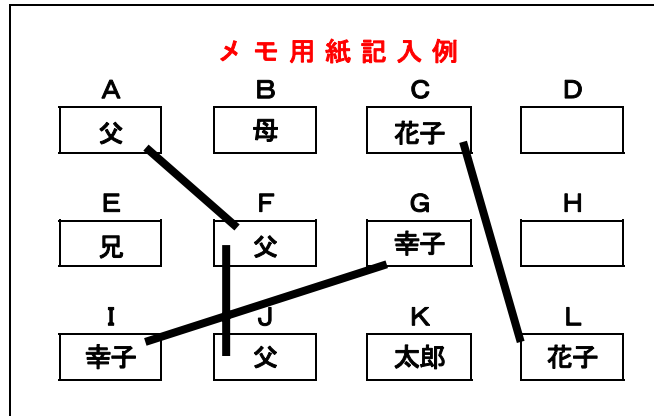 メモ用紙記入例
A B C D
父 母 花子
E F G H
兄 父 幸子
I J K L
幸子 父 太郎 花子